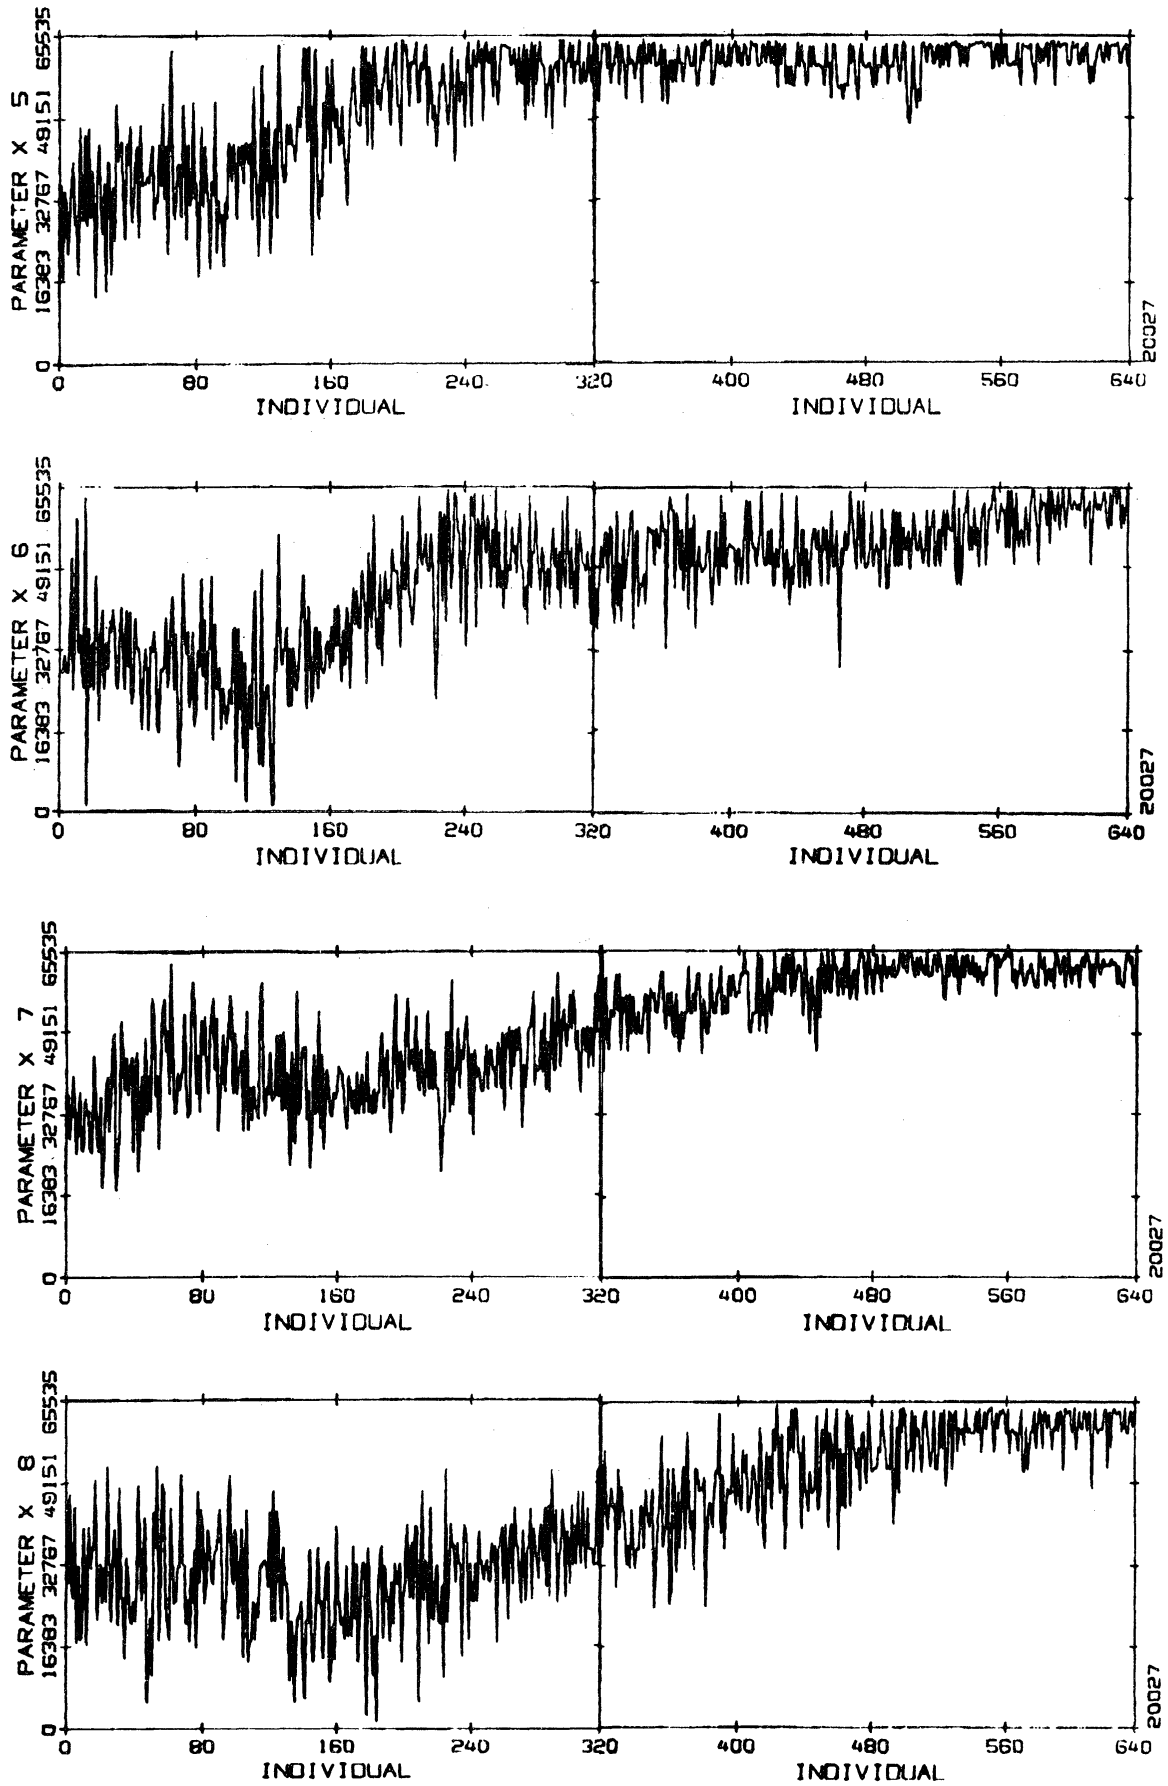 PARAMETER X 5
0 16383 32767 49151 65535
0 80 160 240 320 400 480 560 640
INDIVIDUAL INDIVIDUAL
20027
PARAMETER X 6
0 16383 32767 49151 65535
0 80 160 240 320 400 480 560 640
INDIVIDUAL INDIVIDUAL
20027
PARAMETER X 7
0 16383 32767 49151 65535
0 80 160 240 320 400 480 560 640
INDIVIDUAL INDIVIDUAL
20027
PARAMETER X 8
0 16383 32767 49151 65535
0 80 160 240 320 400 480 560 640
INDIVIDUAL INDIVIDUAL
20027